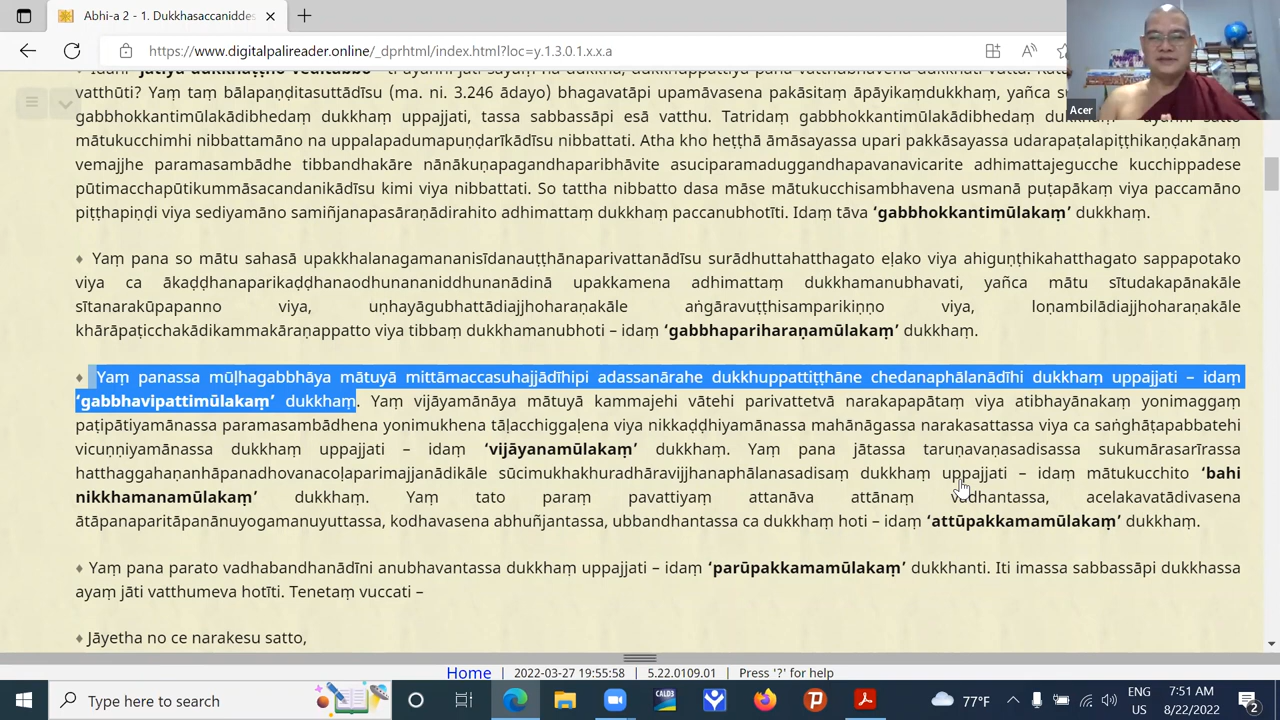 Abhi-a 2 - 1. Dukkhasaccaniddes
https://www.digitalpalireader.online/_dprhtml/index.html?loc=y.1.3.0.1.x.x.a
Acer
vatthūti? Yaṃ taṃ bālapaṇḍitasuttādīsu (ma. ni. 3.246 ādayo) bhagavatāpi upamāvasena pakāsitaṃ āpāyikaṃdukkhaṃ, yañca
gabbhokkantimūlakādibhedaṃ dukkhaṃ uppajjati, tassa sabbassāpi esā vatthu. Tatridaṃ gabbhokkantimūlakādibhedaṃ
mātukucchimhi nibbattamāno na uppalapadumapuṇḍarīkādīsu nibbattati. Atha kho heṭṭhā āmāsayassa upari pakkāsayassa udarapaṭalapiṭṭhikaṇḍakānaṃ
vemajjhe paramasambādhe tibbandhakāre nānākuṇapagandhaparibhāvite asuciparamaduggandhapavanavicarite adhimattajegucche kucchippadese
pūtimacchapūtikummāsacandanikādīsu kimi viya nibbattati. So tattha nibbatto dasa māse mātukucchisambhavena usmanā puṭapākaṃ viya paccamāno
piṭṭhapiṇḍi viya sediyamāno samiñjanapasāraṇādirahito adhimattaṃ dukkhaṃ paccanubhotīti. Idaṃ tāva ‘gabbhokkantimūlakaṃ’ dukkhaṃ.
♦ Yaṃ pana so mātu sahasā upakkhalanagamananisīdanauṭṭhānaparivattanādīsu surādhuttahatthagato eḷako viya ahiguṇṭhikahatthagato sappapotako
viya ca ākaḍḍhanaparikaḍḍhanaodhunananiddhunanādinā upakkamena adhimattaṃ dukkhamanubhavati, yañca mātu sītudakapānakāle
sītanarakūpapanno viya, uṇhayāgubhattādiajjhoharaṇakāle aṅgāravuṭṭhisamparikiṇṇo viya, loṇambilādiajjhoharaṇakāle
khārāpaṭicchakādikammakāraṇappatto viya tibbaṃ dukkhamanubhoti – idaṃ ‘gabbhapariharaṇamūlakaṃ’ dukkhaṃ.
♦ Yaṃ panassa mūḷhagabbhāya mātuyā mittāmaccasuhajjādīhipi adassanārahe dukkhuppattiṭṭhāne chedanaphālanādīhi dukkhaṃ uppajjati – idaṃ
‘gabbhavipattimūlakaṃ’ dukkhaṃ. Yaṃ vijāyamānāya mātuyā kammajehi vātehi parivattetvā narakapapātaṃ viya atibhayānakaṃ yonimaggaṃ
paṭipātiyamānassa paramasambādhena yonimukhena tāḷacchiggaḷena viya nikkaḍḍhiyamānassa mahānāgassa narakasattassa viya ca saṅghāṭapabbatehi
vicuṇṇiyamānassa dukkhaṃ uppajjati – idaṃ ‘vijāyanamūlakaṃ’ dukkhaṃ. Yaṃ pana jātassa taruṇavaṇasadisassa sukumārasarīrassa
hatthaggahaṇanhāpanadhovanacoḷaparimajjanādikāle sūcimukhakhuradhāravijjhanaphālanasadisaṃ dukkhaṃ uppajjati – idaṃ mātukucchito ‘bahi
nikkhamanamūlakaṃ’ dukkhaṃ. Yaṃ tato paraṃ pavattiyaṃ attanāva attānaṃ vadhantassa, acelakavatādivasena
ātāpanaparitāpanānuyogamanuyuttassa, kodhavasena abhuñjantassa, ubbandhantassa ca dukkhaṃ hoti – idaṃ ‘attūpakkamamūlakaṃ’ dukkhaṃ.
♦ Yaṃ pana parato vadhabandhanādīni anubhavantassa dukkhaṃ uppajjati – idaṃ ‘parūpakkamamūlakaṃ’ dukkhanti. Iti imassa sabbassāpi dukkhassa
ayaṃ jāti vatthumeva hotīti. Tenetaṃ vuccati –
♦ Jāyetha no ce narakesu satto,
Home | 2022-03-27 19:55:58 | 5.22.0109.01 | Press '?' for help
Type here to search
CALD3
77°F
ENG
US
7:51 AM
8/22/2022
2